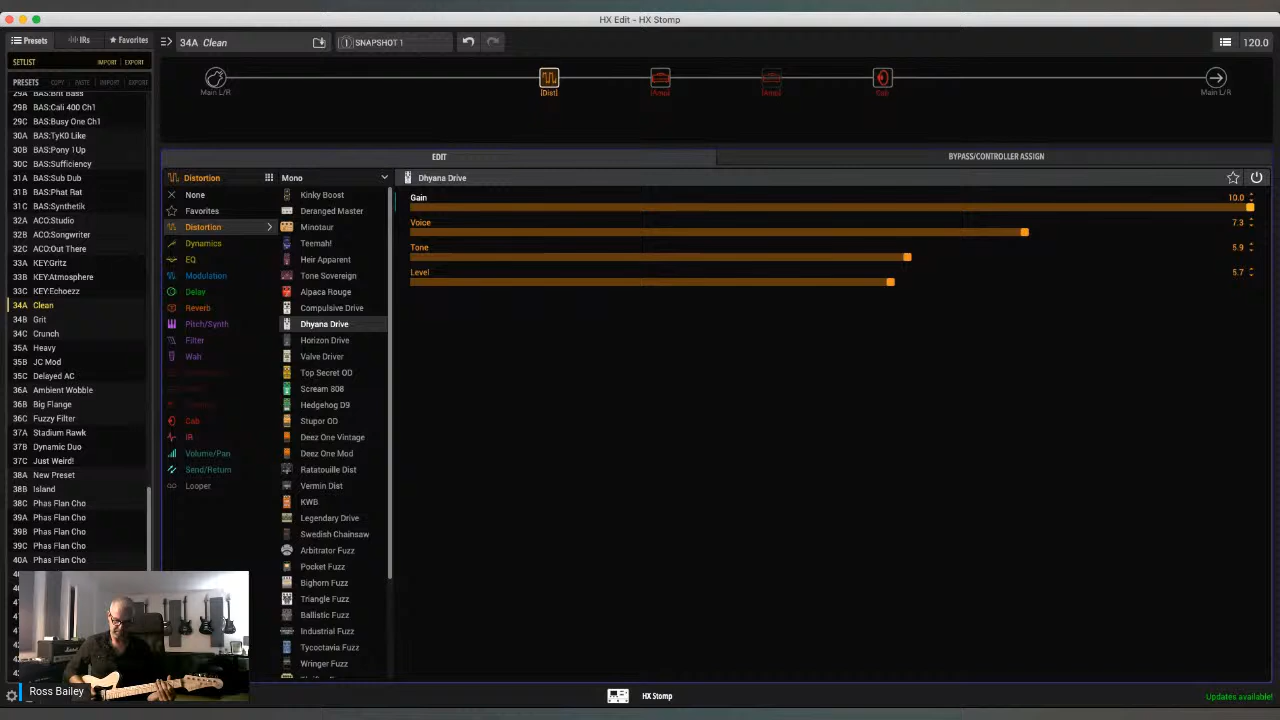 HX Edit - HX Stomp
Presets
IRs
Favorites
34A Clean
1 SNAPSHOT 1
120.0
SETLIST
IMPORT
EXPORT
PRESETS
COPY
PASTE
IMPORT
EXPORT
Main L/R
[Dist]
[Amp]
[Amp]
Cab
Main L/R
29A BAS:Brit Bass
29B BAS:Cali 400 Ch1
29C BAS:Busy One Ch1
30A BAS:TyK0 Like
30B BAS:Pony 1Up
30C BAS:Sufficiency
31A BAS:Sub Dub
31B BAS:Phat Rat
31C BAS:Synthetik
32A ACO:Studio
32B ACO:Songwriter
32C ACO:Out There
33A KEY:Gritz
33B KEY:Atmosphere
33C KEY:Echoezz
34A Clean
34B Grit
34C Crunch
35A Heavy
35B JC Mod
35C Delayed AC
36A Ambient Wobble
36B Big Flange
36C Fuzzy Filter
37A Stadium Rawk
37B Dynamic Duo
37C Just Weird!
38A New Preset
38B Island
38C Phas Flan Cho
39A Phas Flan Cho
39B Phas Flan Cho
39C Phas Flan Cho
40A Phas Flan Cho
EDIT
BYPASS/CONTROLLER ASSIGN
Distortion
None
Favorites
Distortion
Dynamics
EQ
Modulation
Delay
Reverb
Pitch/Synth
Filter
Wah
Cab
IR
Volume/Pan
Send/Return
Looper
Mono
Kinky Boost
Deranged Master
Minotaur
Teemah!
Heir Apparent
Tone Sovereign
Alpaca Rouge
Compulsive Drive
Dhyana Drive
Horizon Drive
Valve Driver
Top Secret OD
Scream 808
Hedgehog D9
Stupor OD
Deez One Vintage
Deez One Mod
Ratatouille Dist
Vermin Dist
KWB
Legendary Drive
Swedish Chainsaw
Arbitrator Fuzz
Pocket Fuzz
Bighorn Fuzz
Triangle Fuzz
Ballistic Fuzz
Industrial Fuzz
Tycoctavia Fuzz
Wringer Fuzz
Dhyana Drive
Gain 10.0
Voice 7.3
Tone 5.9
Level 5.7
Ross Bailey
HX Stomp
Updates available!